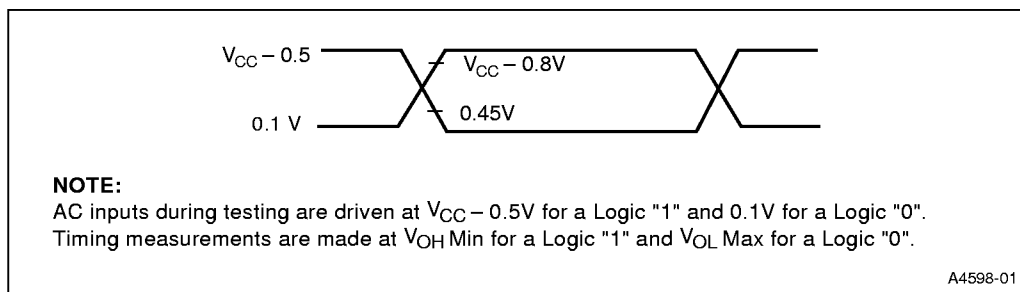 V_CC – 0.5
V_CC – 0.8V
0.45V
0.1 V
NOTE:
AC inputs during testing are driven at V_CC – 0.5V for a Logic "1" and 0.1V for a Logic "0".
Timing measurements are made at V_OH Min for a Logic "1" and V_OL Max for a Logic "0".
A4598-01